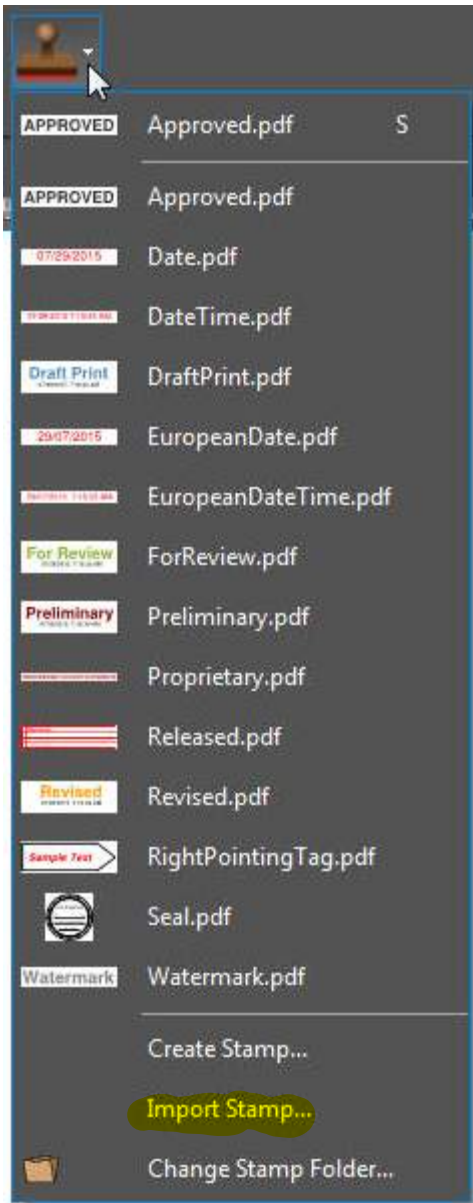 APPROVED Approved.pdf S
APPROVED Approved.pdf
07/29/2015 Date.pdf
DateTime.pdf
Draft Print DraftPrint.pdf
29/07/2015 EuropeanDate.pdf
EuropeanDateTime.pdf
For Review ForReview.pdf
Preliminary Preliminary.pdf
Proprietary.pdf
Released.pdf
Revised Revised.pdf
Sample Text RightPointingTag.pdf
Seal.pdf
Watermark Watermark.pdf
Create Stamp...
Import Stamp...
Change Stamp Folder...